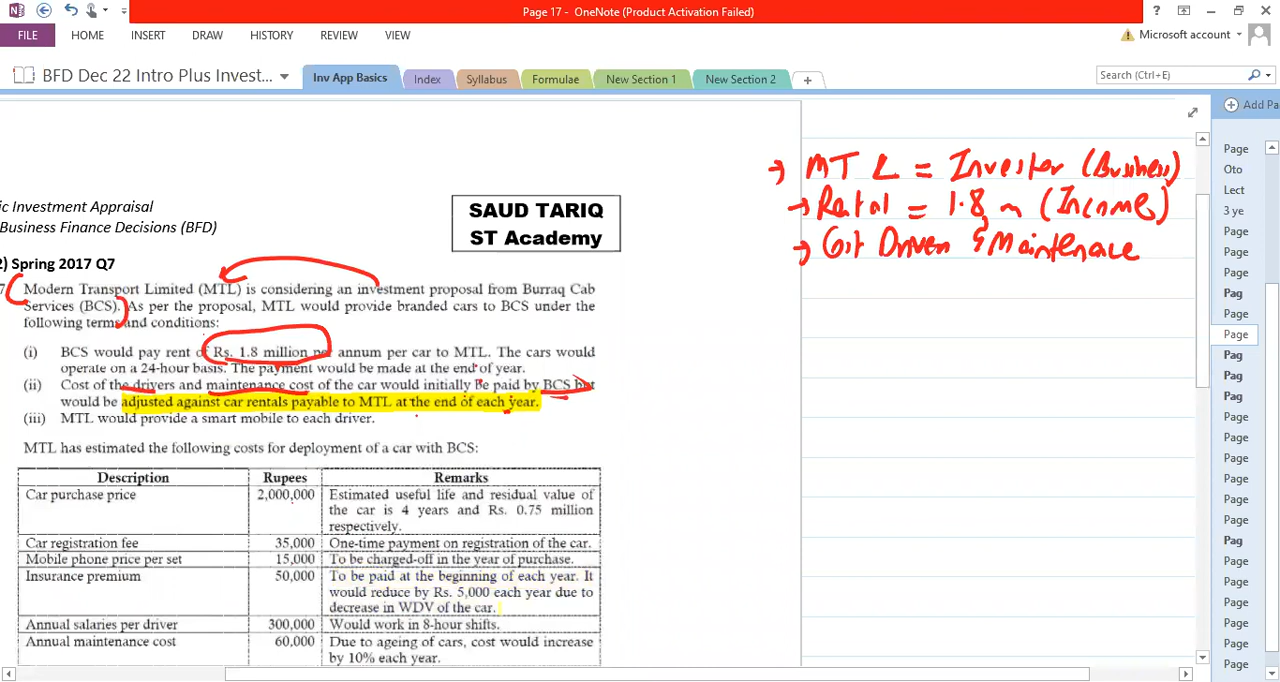 Page 17 - OneNote (Product Activation Failed)
FILE HOME INSERT DRAW HISTORY REVIEW VIEW Microsoft account
BFD Dec 22 Intro Plus Invest... Inv App Basics Index Syllabus Formulae New Section 1 New Section 2 + Search (Ctrl+E)
Add Pa
→ MTL = Investor (Business)
→ Rental = 1.8 m (Incomes)
→ Cost Driver & Maintenace
ic Investment Appraisal
Business Finance Decisions (BFD)
SAUD TARIQ
ST Academy
2) Spring 2017 Q7
Modern Transport Limited (MTL) is considering an investment proposal from Burraq Cab
Services (BCS). As per the proposal, MTL would provide branded cars to BCS under the
following terms and conditions:
(i) BCS would pay rent of Rs. 1.8 million per annum per car to MTL. The cars would
operate on a 24-hour basis. The payment would be made at the end of year.
(ii) Cost of the drivers and maintenance cost of the car would initially be paid by BCS but
would be adjusted against car rentals payable to MTL at the end of each year.
(iii) MTL would provide a smart mobile to each driver.
MTL has estimated the following costs for deployment of a car with BCS:
Description Rupees Remarks
Car purchase price 2,000,000 Estimated useful life and residual value of
the car is 4 years and Rs. 0.75 million
respectively.
Car registration fee 35,000 One-time payment on registration of the car.
Mobile phone price per set 15,000 To be charged-off in the year of purchase.
Insurance premium 50,000 To be paid at the beginning of each year. It
would reduce by Rs. 5,000 each year due to
decrease in WDV of the car.
Annual salaries per driver 300,000 Would work in 8-hour shifts.
Annual maintenance cost 60,000 Due to ageing of cars, cost would increase
by 10% each year.
Page
Oto
Lect
3 ye
Page
Page
Page
Pag
Page
Page
Pag
Pag
Pag
Page
Page
Page
Page
Page
Page
Pag
Page
Page
Page
Page
Page
Page